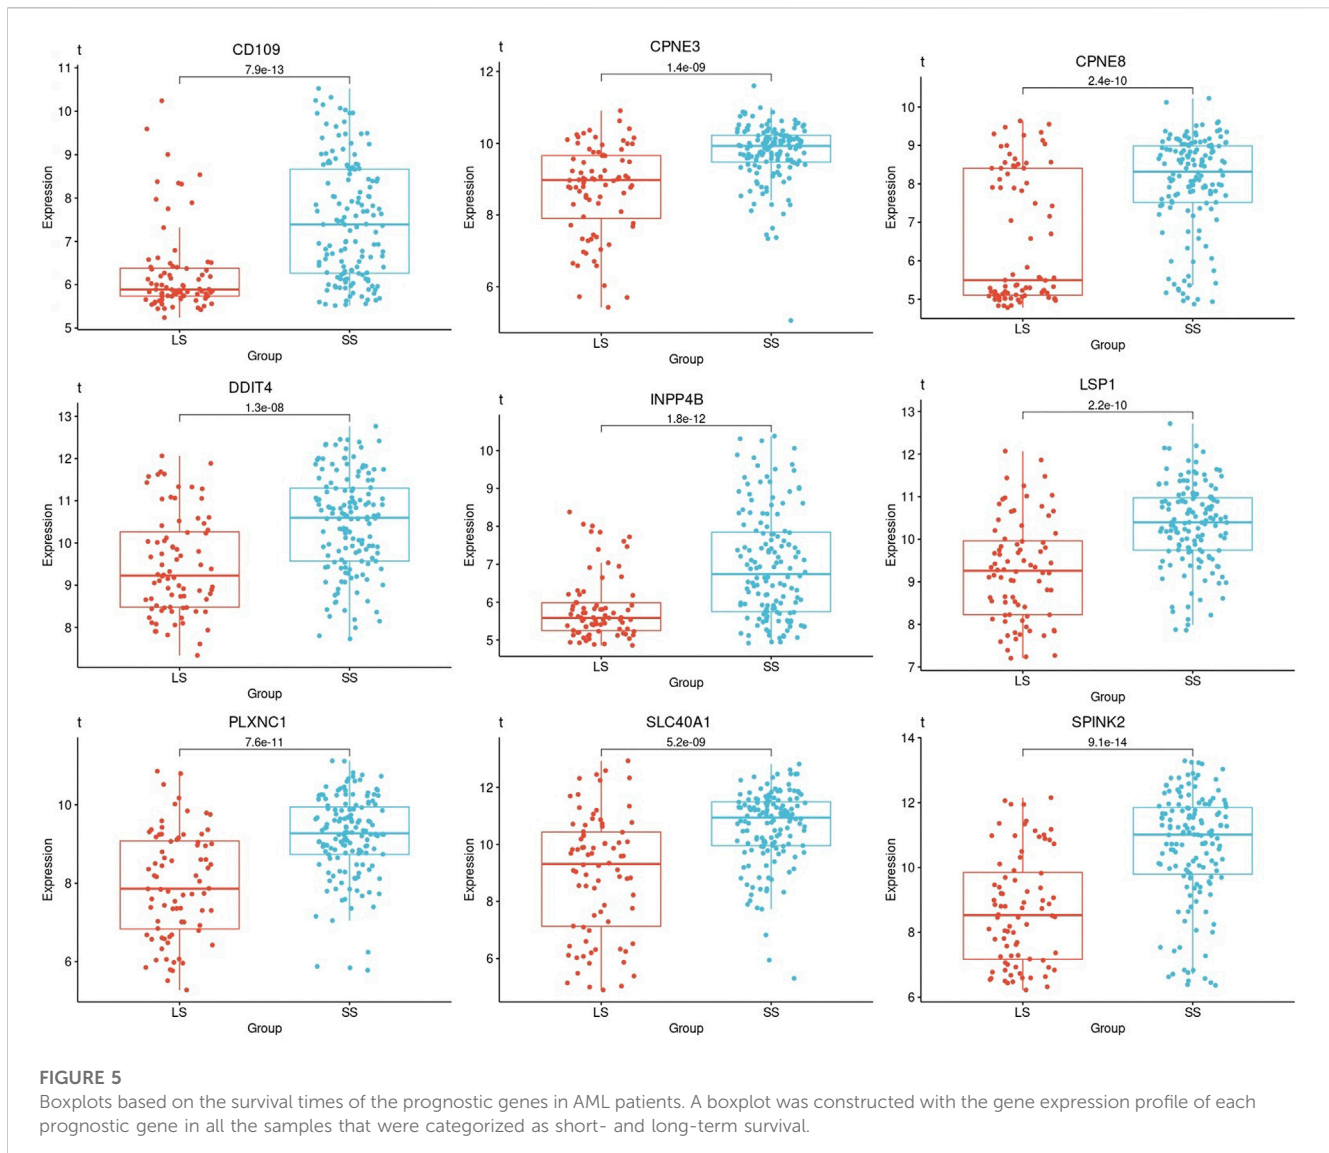 t
CD109
7.9e-13
11
10
9
8
7
6
5
Expression
LS
SS
Group
t
CPNE3
1.4e-09
12
10
8
6
Expression
LS
SS
Group
t
CPNE8
2.4e-10
10
9
8
7
6
5
Expression
LS
SS
Group
t
DDIT4
1.3e-08
13
12
11
10
9
8
Expression
LS
SS
Group
t
INPP4B
1.8e-12
10
9
8
7
6
5
Expression
LS
SS
Group
t
LSP1
2.2e-10
13
12
11
10
9
8
7
Expression
LS
SS
Group
t
PLXNC1
7.6e-11
10
8
6
Expression
LS
SS
Group
t
SLC40A1
5.2e-09
12
10
8
6
Expression
LS
SS
Group
t
SPINK2
9.1e-14
14
12
10
8
6
Expression
LS
SS
Group
FIGURE 5
Boxplots based on the survival times of the prognostic genes in AML patients. A boxplot was constructed with the gene expression profile of each
prognostic gene in all the samples that were categorized as short- and long-term survival.